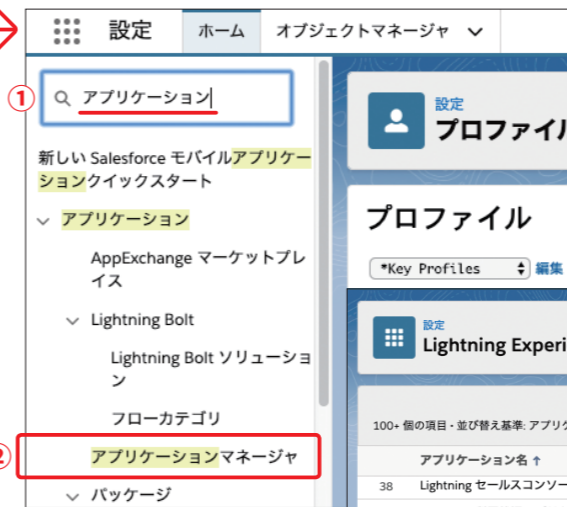 設定
ホーム
オブジェクトマネージャ
①
アプリケーション
新しい Salesforce モバイルアプリケー
ションクイックスタート
アプリケーション
AppExchange マーケットプレ
イス
Lightning Bolt
Lightning Bolt ソリューショ
ン
フローカテゴリ
②
アプリケーションマネージャ
パッケージ
設定
プロファイル
プロファイル
*Key Profiles
編集
設定
Lightning Experi
100+ 個の項目・並び替え基準: アプリケ
アプリケーション名 ↑
38 Lightning セールスコンソー